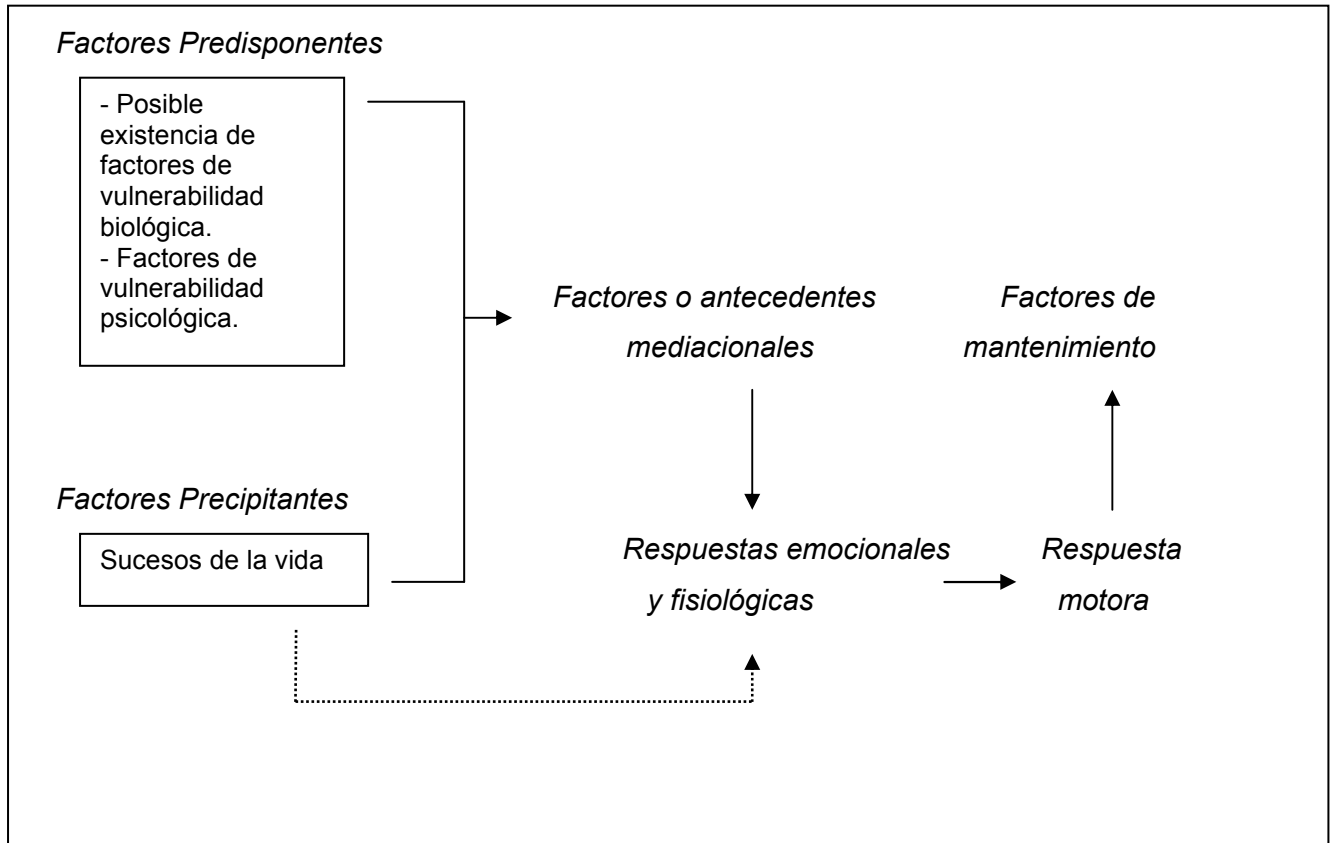 Factores Predisponentes
- Posible
existencia de
factores de
vulnerabilidad
biológica.
- Factores de
vulnerabilidad
psicológica.
Factores o antecedentes
mediacionales
Factores de
mantenimiento
Factores Precipitantes
Sucesos de la vida
Respuestas emocionales
y fisiológicas
Respuesta
motora